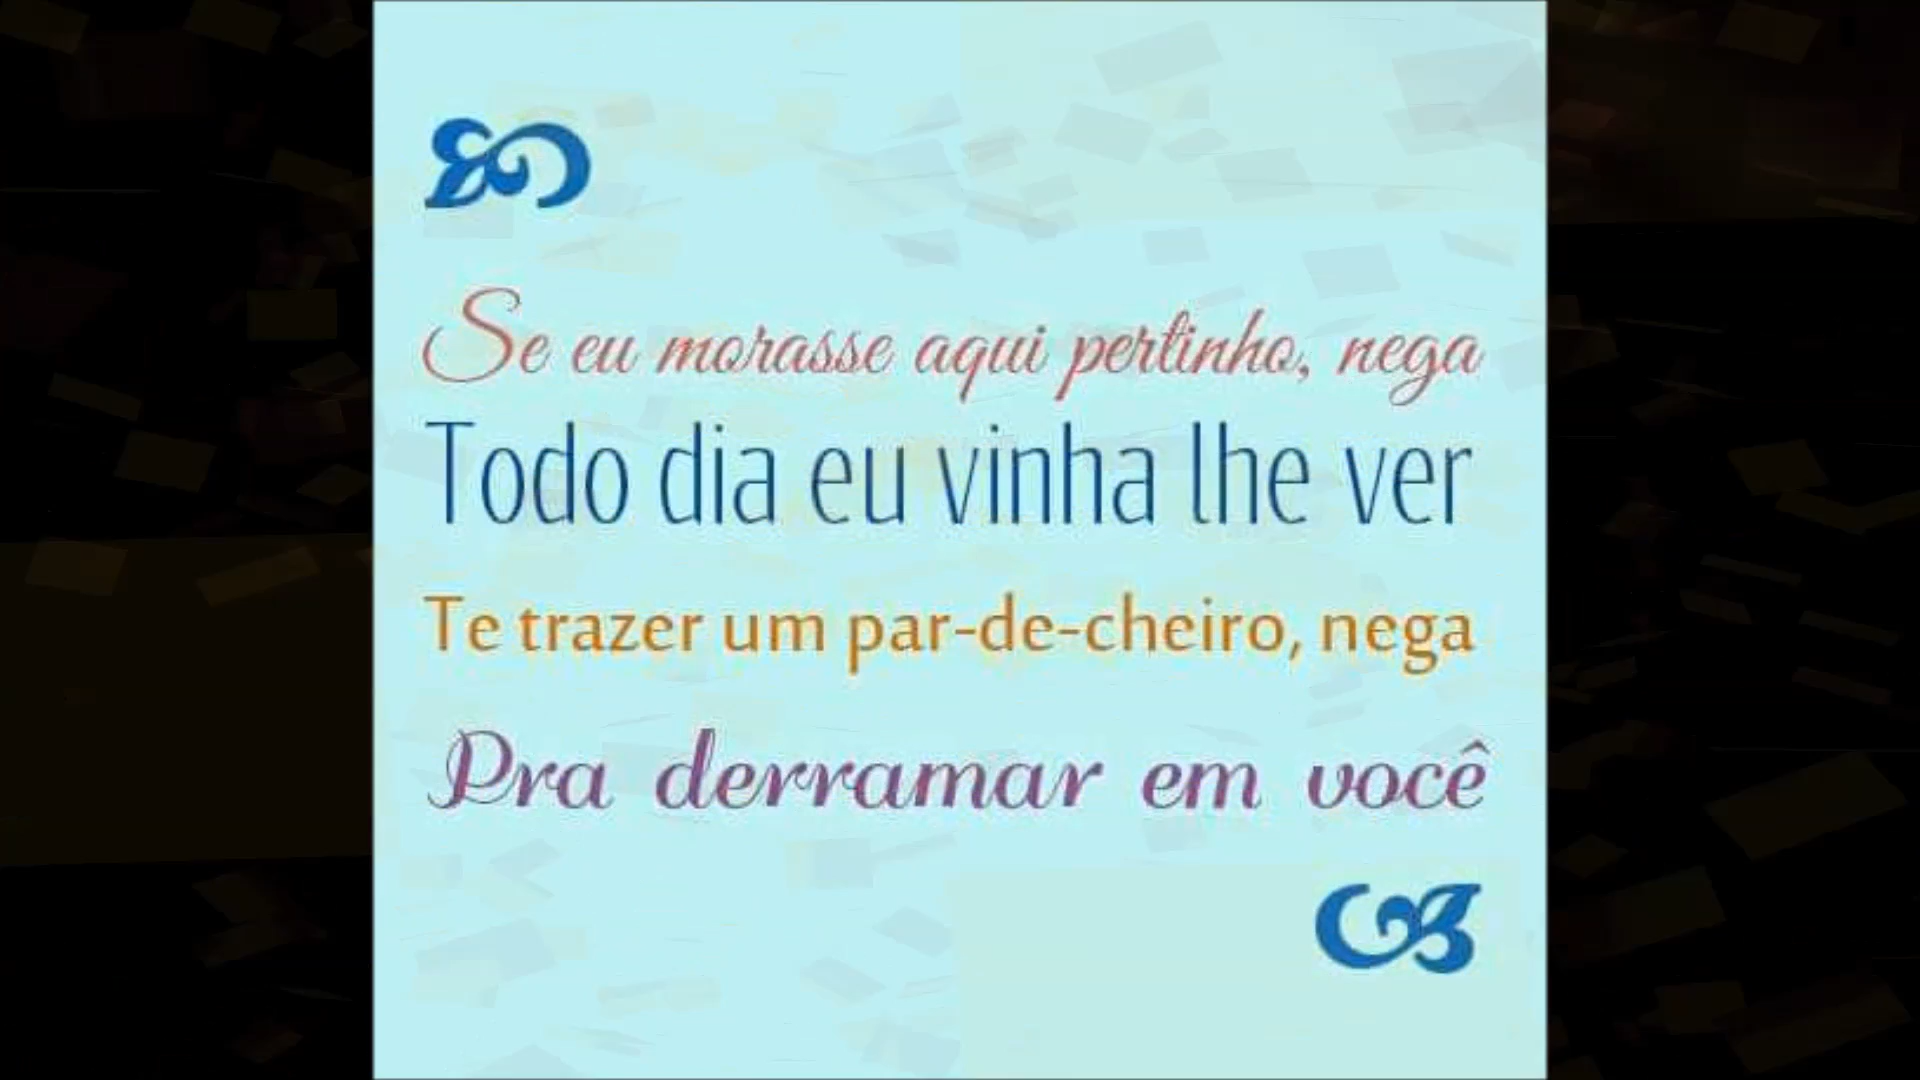 Se eu morasse aqui pertinho, nega
Todo dia eu vinha lhe ver
Te trazer um par-de-cheiro, nega
Pra derramar em você